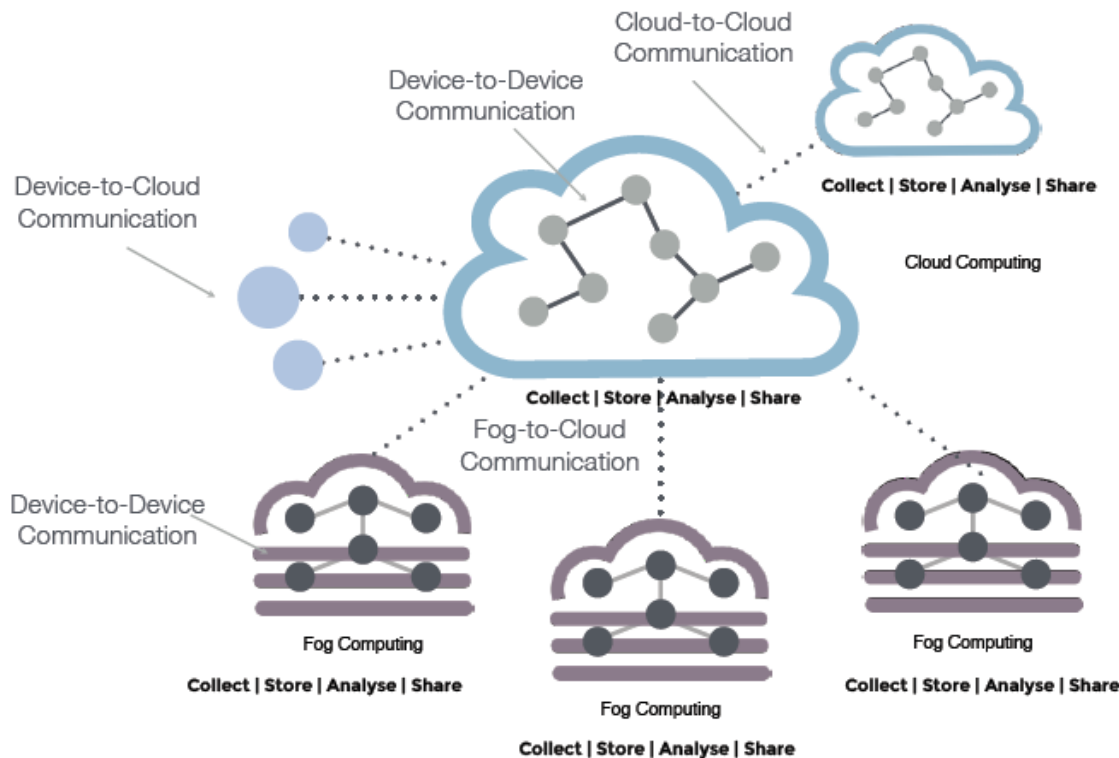 Cloud-to-Cloud
Communication
Device-to-Device
Communication
Device-to-Cloud
Communication
Collect | Store | Analyse | Share
Cloud Computing
Collect | Store | Analyse | Share
Fog-to-Cloud
Communication
Device-to-Device
Communication
Fog Computing
Collect | Store | Analyse | Share
Fog Computing
Collect | Store | Analyse | Share
Fog Computing
Collect | Store | Analyse | Share